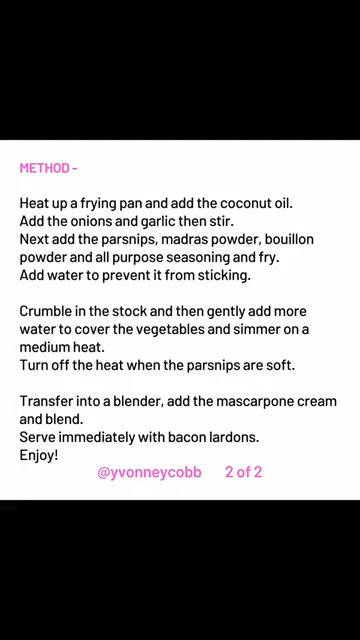 METHOD -
Heat up a frying pan and add the coconut oil.
Add the onions and garlic then stir.
Next add the parsnips, madras powder, bouillon
powder and all purpose seasoning and fry.
Add water to prevent it from sticking.
Crumble in the stock and then gently add more
water to cover the vegetables and simmer on a
medium heat.
Turn off the heat when the parsnips are soft.
Transfer into a blender, add the mascarpone cream
and blend.
Serve immediately with bacon lardons.
Enjoy!
@yvonneycobb 2 of 2